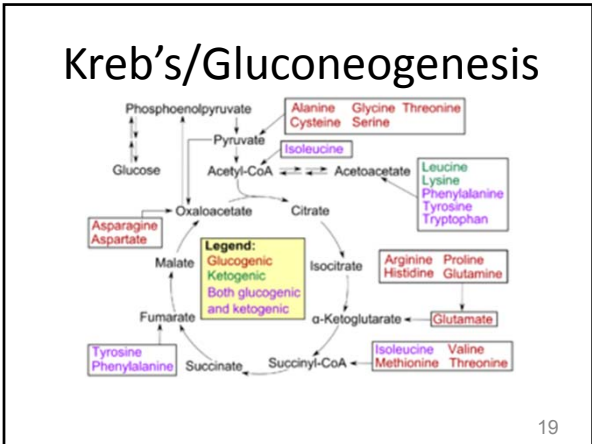 Kreb's/Gluconeogenesis
Phosphoenolpyruvate
Alanine Glycine Threonine
Cysteine Serine
Pyruvate
Isoleucine
Glucose
Acetyl-CoA
Acetoacetate
Leucine
Lysine
Phenylalanine
Tyrosine
Tryptophan
Oxaloacetate
Citrate
Asparagine
Aspartate
Legend:
Glucogenic
Ketogenic
Both glucogenic
and ketogenic
Malate
Isocitrate
Arginine Proline
Histidine Glutamine
Fumarate
α-Ketoglutarate
Glutamate
Tyrosine
Phenylalanine
Succinate
Succinyl-CoA
Isoleucine Valine
Methionine Threonine
19